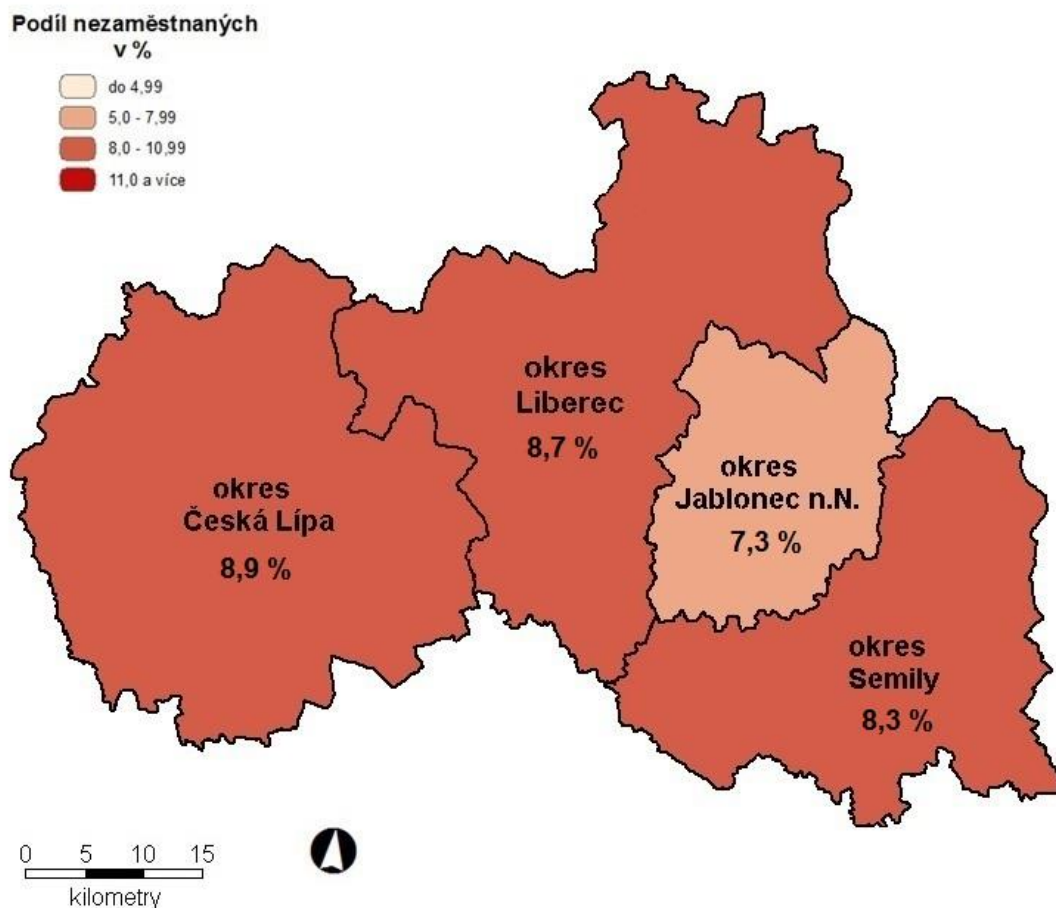 Podíl nezaměstnaných
v %
do 4,99
5,0 - 7,99
8,0 - 10,99
11,0 a více
okres
Liberec
8,7 %
okres
Jablonec n.N.
7,3 %
okres
Česká Lípa
8,9 %
okres
Semily
8,3 %
0 5 10 15
kilometry